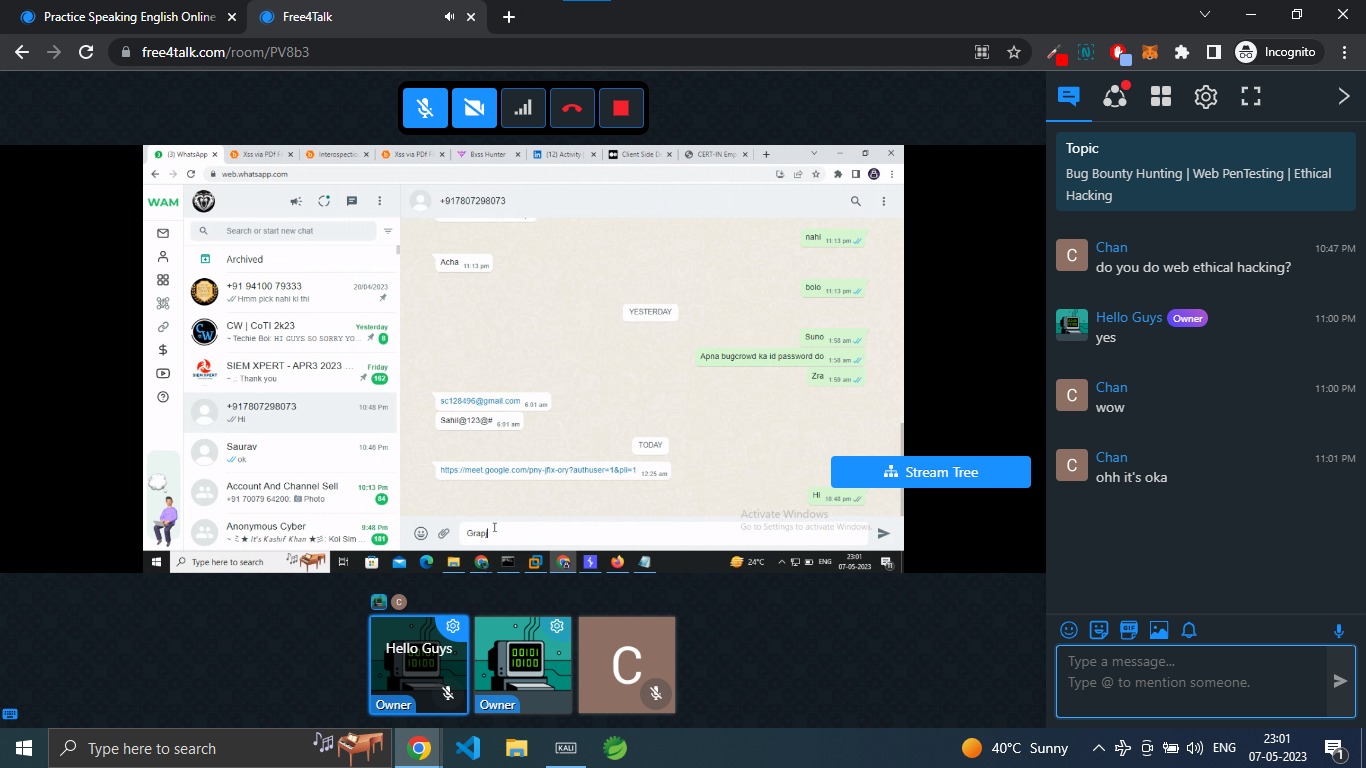 Practice Speaking English Online
Free4Talk
free4talk.com/room/PV8b3
Incognito
(3) WhatsApp
Xss via PDf F
Interospectio
Xss via PDf F
Bxss Hunter
(12) Activity |
Client Side D
CERT-IN Emp
web.whatsapp.com
WAM
+917807298073
Search or start new chat
Archived
+91 94100 79333
20/04/2023
Hmm pick nahi ki thi
CW | CoTI 2k23
Yesterday
~ Techie Boi: HI GUYS SO SORRY YO...
8
SIEM XPERT - APR3 2023 ...
Friday
~ .. Thank you
162
+917807298073
10:48 Pm
Hi
Saurav
10:46 Pm
ok
Account And Channel Sell
10:13 Pm
+91 70079 64200: Photo
84
Anonymous Cyber
9:48 Pm
~ ミ★ It's Kashif Khan ★彡: Koi Sim ...
181
nahi 11:13 pm
Acha 11:13 pm
bolo 11:13 pm
YESTERDAY
Suno 1:58 am
Apna bugcrowd ka id password do 1:58 am
Zra 1:59 am
sc128496@gmail.com 6:01 am
Sahil@123@# 6:01 am
TODAY
https://meet.google.com/pny-jfix-ory?authuser=1&pli=1 12:25 am
Hi 10:48 pm
Activate Windows
Go to Settings to activate Windows.
Grap
Type here to search
24°C
ENG
23:01
07-05-2023
Stream Tree
Hello Guys
Owner
Owner
C
C
Topic
Bug Bounty Hunting | Web PenTesting | Ethical
Hacking
C
Chan
10:47 PM
do you do web ethical hacking?
Hello Guys
Owner
11:00 PM
yes
C
Chan
11:00 PM
wow
C
Chan
11:01 PM
ohh it's oka
GIF
Type a message...
Type @ to mention someone.
Type here to search
KALI
40°C Sunny
ENG
23:01
07-05-2023
1